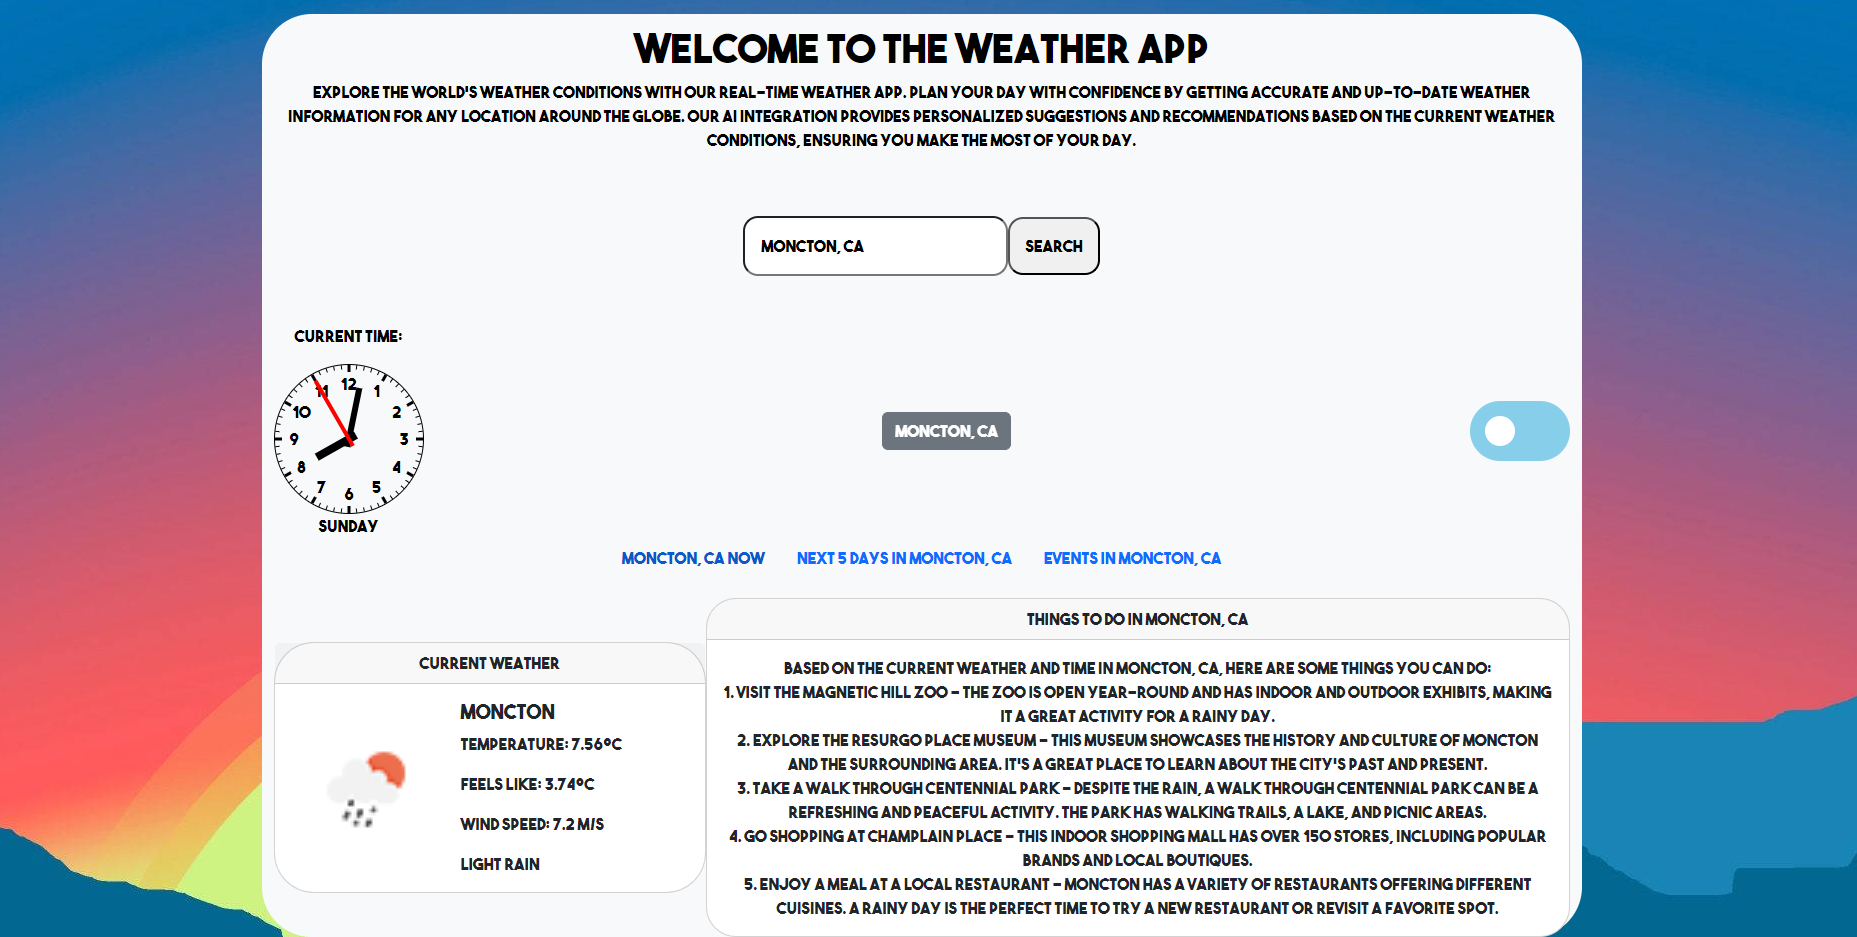 WELCOME TO THE WEATHER APP
EXPLORE THE WORLD'S WEATHER CONDITIONS WITH OUR REAL-TIME WEATHER APP. PLAN YOUR DAY WITH CONFIDENCE BY GETTING ACCURATE AND UP-TO-DATE WEATHER
INFORMATION FOR ANY LOCATION AROUND THE GLOBE. OUR AI INTEGRATION PROVIDES PERSONALIZED SUGGESTIONS AND RECOMMENDATIONS BASED ON THE CURRENT WEATHER
CONDITIONS, ENSURING YOU MAKE THE MOST OF YOUR DAY.
MONCTON, CA
SEARCH
CURRENT TIME:
12
1
2
3
4
5
6
7
8
9
10
11
SUNDAY
MONCTON, CA
MONCTON, CA NOW
NEXT 5 DAYS IN MONCTON, CA
EVENTS IN MONCTON, CA
CURRENT WEATHER
MONCTON
TEMPERATURE: 7.56°C
FEELS LIKE: 3.74°C
WIND SPEED: 7.2 M/S
LIGHT RAIN
THINGS TO DO IN MONCTON, CA
BASED ON THE CURRENT WEATHER AND TIME IN MONCTON, CA, HERE ARE SOME THINGS YOU CAN DO:
1. VISIT THE MAGNETIC HILL ZOO - THE ZOO IS OPEN YEAR-ROUND AND HAS INDOOR AND OUTDOOR EXHIBITS, MAKING
IT A GREAT ACTIVITY FOR A RAINY DAY.
2. EXPLORE THE RESURGO PLACE MUSEUM - THIS MUSEUM SHOWCASES THE HISTORY AND CULTURE OF MONCTON
AND THE SURROUNDING AREA. IT'S A GREAT PLACE TO LEARN ABOUT THE CITY'S PAST AND PRESENT.
3. TAKE A WALK THROUGH CENTENNIAL PARK - DESPITE THE RAIN, A WALK THROUGH CENTENNIAL PARK CAN BE A
REFRESHING AND PEACEFUL ACTIVITY. THE PARK HAS WALKING TRAILS, A LAKE, AND PICNIC AREAS.
4. GO SHOPPING AT CHAMPLAIN PLACE - THIS INDOOR SHOPPING MALL HAS OVER 150 STORES, INCLUDING POPULAR
BRANDS AND LOCAL BOUTIQUES.
5. ENJOY A MEAL AT A LOCAL RESTAURANT - MONCTON HAS A VARIETY OF RESTAURANTS OFFERING DIFFERENT
CUISINES. A RAINY DAY IS THE PERFECT TIME TO TRY A NEW RESTAURANT OR REVISIT A FAVORITE SPOT.